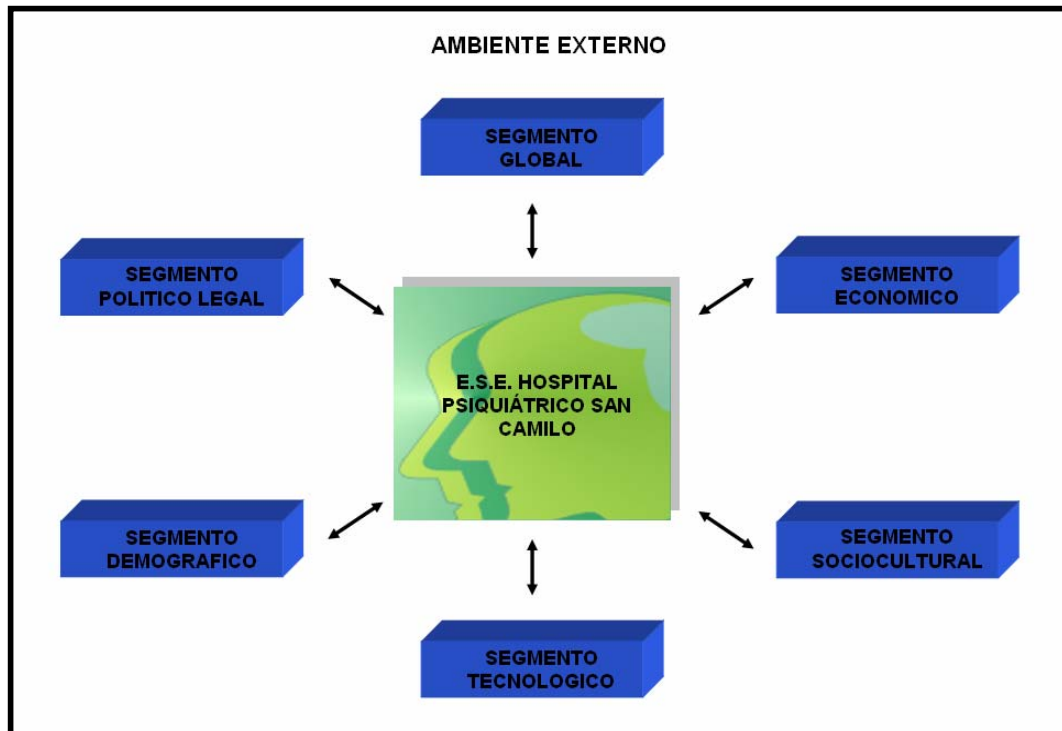 AMBIENTE EXTERNO
SEGMENTO
GLOBAL
SEGMENTO
POLITICO LEGAL
SEGMENTO
ECONOMICO
E.S.E. HOSPITAL
PSIQUIÁTRICO SAN
CAMILO
SEGMENTO
DEMOGRAFICO
SEGMENTO
SOCIOCULTURAL
SEGMENTO
TECNOLOGICO